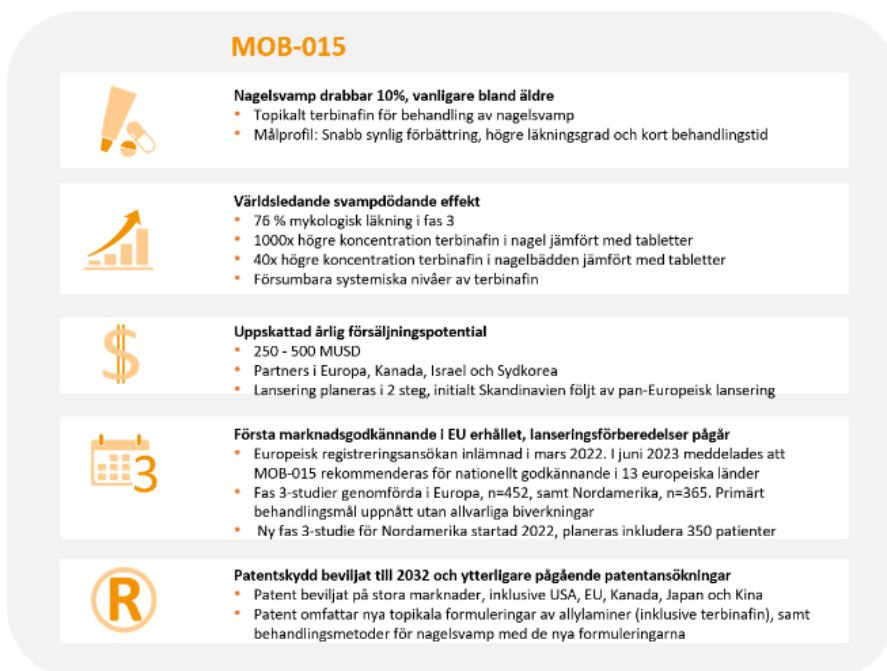 MOB-015
Nagelsvamp drabbar 10%, vanligare bland äldre
• Topikalt terbinafin för behandling av nagelsvamp
• Målprofil: Snabb synlig förbättring, högre läkningsgrad och kort behandlingstid
Världsledande svampdödande effekt
• 76 % mykologisk läkning i fas 3
• 1000x högre koncentration terbinafin i nagel jämfört med tabletter
• 40x högre koncentration terbinafin i nagelbädden jämfört med tabletter
• Försumbara systemiska nivåer av terbinafin
$
Uppskattad årlig försäljningspotential
• 250 - 500 MUSD
• Partners i Europa, Kanada, Israel och Sydkorea
• Lansering planeras i 2 steg, initialt Skandinavien följt av pan-Europeisk lansering
3
Första marknadsgodkännande i EU erhållet, lanseringsförberedelser pågår
• Europeisk registreringsansökan inlämnad i mars 2022. I juni 2023 meddelades att
MOB-015 rekommenderas för nationellt godkännande i 13 europeiska länder
• Fas 3-studier genomförda i Europa, n=452, samt Nordamerika, n=365. Primärt
behandlingsmål uppnått utan allvarliga biverkningar
• Ny fas 3-studie för Nordamerika startad 2022, planeras inkludera 350 patienter
R
Patentskydd beviljat till 2032 och ytterligare pågående patentansökningar
• Patent beviljat på stora marknader, inklusive USA, EU, Kanada, Japan och Kina
• Patent omfattar nya topikala formuleringar av allylaminer (inklusive terbinafin), samt
behandlingsmetoder för nagelsvamp med de nya formuleringarna